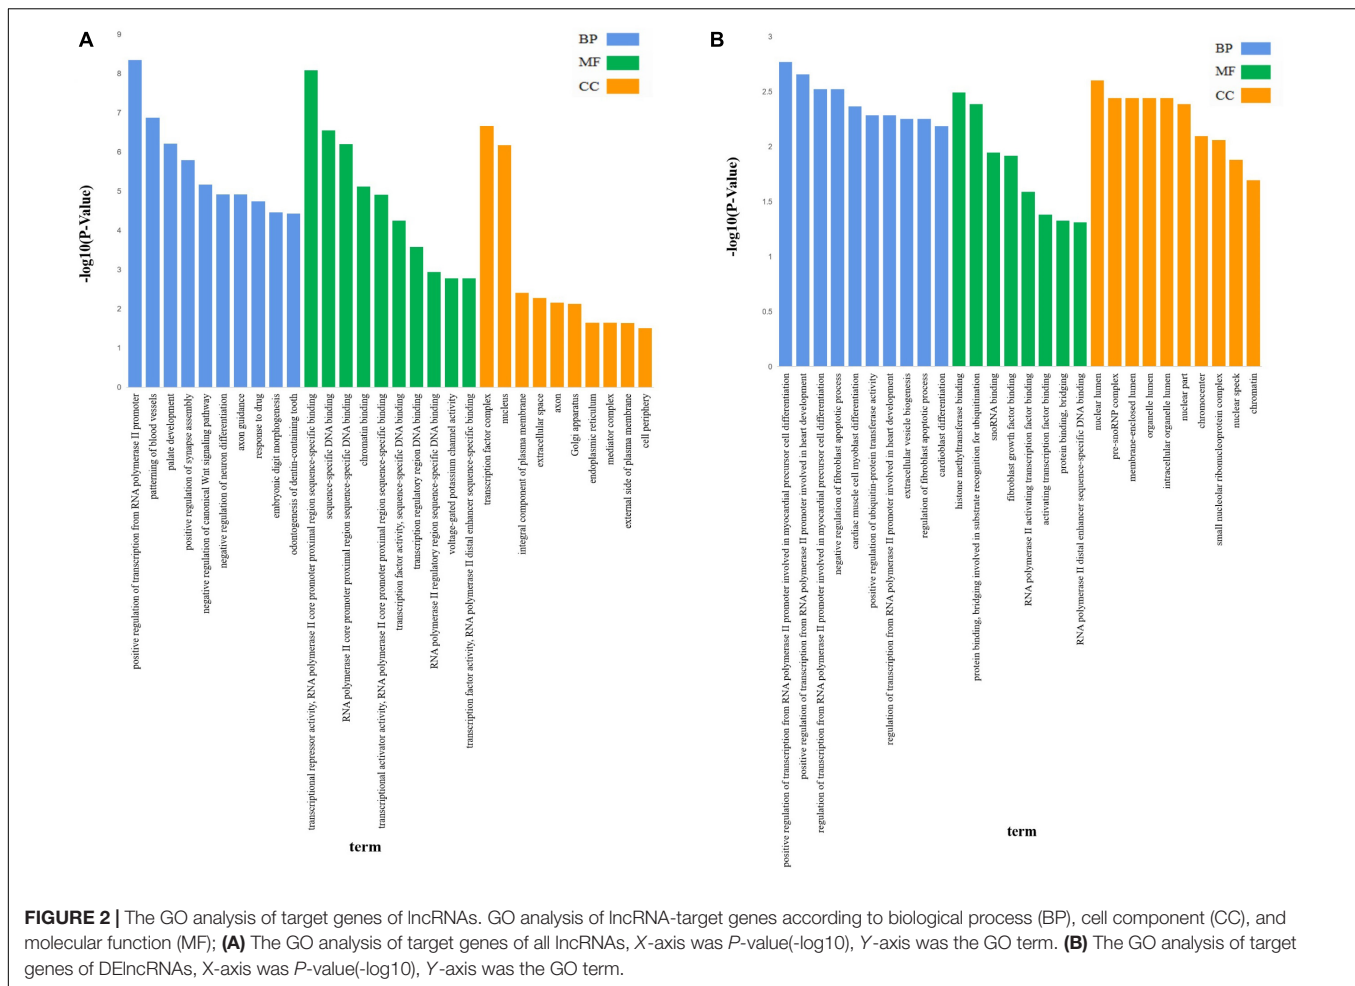 A
9
8
7
6
5
4
3
2
1
0
-log10(P-Value)
BP
MF
CC
positive regulation of transcription from RNA polymerase II promoter
patterning of blood vessels
palate development
positive regulation of synapse assembly
negative regulation of canonical Wnt signaling pathway
negative regulation of neuron differentiation
axon guidance
response to drug
embryonic digit morphogenesis
odontogenesis of dentin-containing tooth
transcriptional repressor activity, RNA polymerase II core promoter proximal region sequence-specific binding
sequence-specific DNA binding
RNA polymerase II core promoter proximal region sequence-specific DNA binding
chromatin binding
transcriptional activator activity, RNA polymerase II core promoter proximal region sequence-specific binding
transcription factor activity, sequence-specific DNA binding
transcription regulatory region DNA binding
RNA polymerase II regulatory region sequence-specific DNA binding
voltage-gated potassium channel activity
transcription factor activity, RNA polymerase II distal enhancer sequence-specific binding
transcription factor complex
nucleus
integral component of plasma membrane
extracellular space
axon
Golgi apparatus
endoplasmic reticulum
mediator complex
external side of plasma membrane
cell periphery
term
B
3
2.5
2
1.5
1
0.5
0
-log10(P-Value)
BP
MF
CC
positive regulation of transcription from RNA polymerase II promoter involved in myocardial precursor cell differentiation
positive regulation of transcription from RNA polymerase II promoter involved in heart development
regulation of transcription from RNA polymerase II promoter involved in myocardial precursor cell differentiation
negative regulation of fibroblast apoptotic process
cardiac muscle cell myoblast differentiation
positive regulation of ubiquitin-protein transferase activity
regulation of transcription from RNA polymerase II promoter involved in heart development
extracellular vesicle biogenesis
regulation of fibroblast apoptotic process
cardioblast differentiation
histone methyltransferase binding
protein binding, bridging involved in substrate recognition for ubiquitination
snoRNA binding
fibroblast growth factor binding
RNA polymerase II activating transcription factor binding
activating transcription factor binding
protein binding, bridging
RNA polymerase II distal enhancer sequence-specific DNA binding
nuclear lumen
pre-snoRNP complex
membrane-enclosed lumen
organelle lumen
intracellular organelle lumen
nuclear part
chromocenter
small nucleolar ribonucleoprotein complex
nuclear speck
chromatin
term
FIGURE 2 | The GO analysis of target genes of lncRNAs. GO analysis of lncRNA-target genes according to biological process (BP), cell component (CC), and
molecular function (MF); (A) The GO analysis of target genes of all lncRNAs, X-axis was P-value(-log10), Y-axis was the GO term. (B) The GO analysis of target
genes of DElncRNAs, X-axis was P-value(-log10), Y-axis was the GO term.